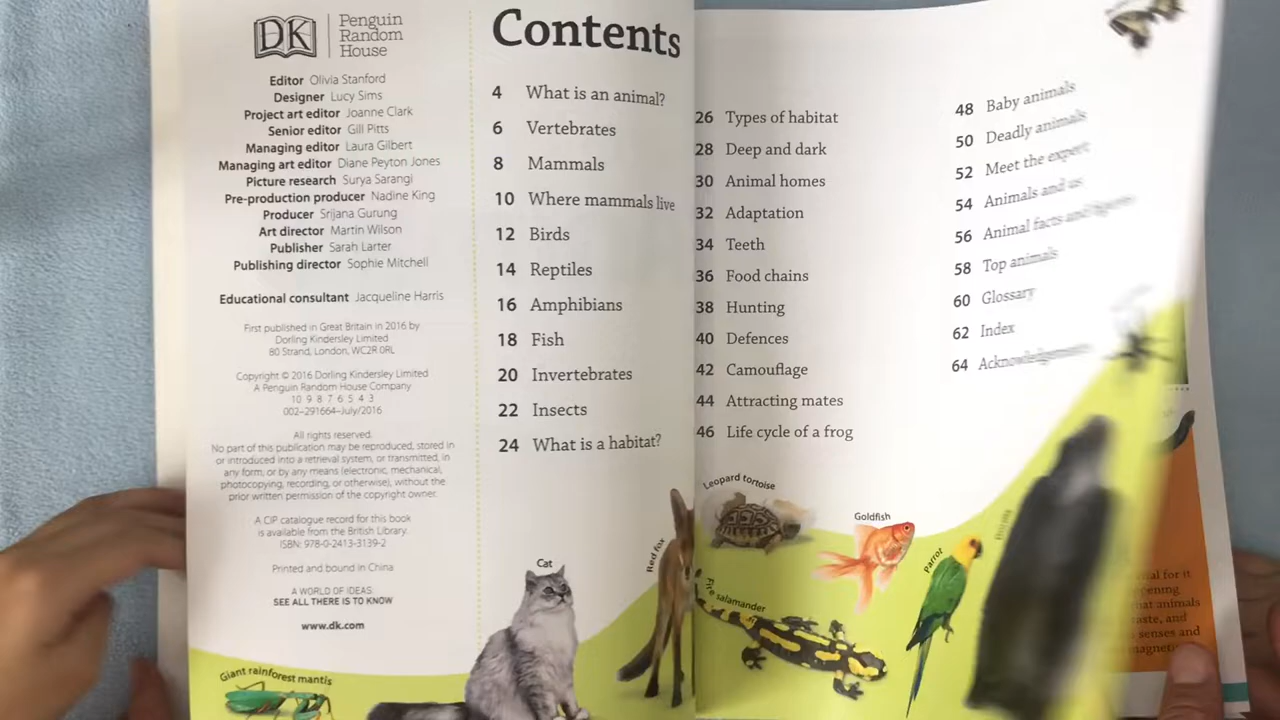 DK
Penguin
Random
House
Editor Olivia Stanford
Designer Lucy Sims
Project art editor Joanne Clark
Senior editor Gill Pitts
Managing editor Laura Gilbert
Managing art editor Diane Peyton Jones
Picture research Surya Sarangi
Pre-production producer Nadine King
Producer Srijana Gurung
Art director Martin Wilson
Publisher Sarah Larter
Publishing director Sophie Mitchell
Educational consultant Jacqueline Harris
First published in Great Britain in 2016 by
Dorling Kindersley Limited
80 Strand, London, WC2R 0RL
Copyright © 2016 Dorling Kindersley Limited
A Penguin Random House Company
10 9 8 7 6 5 4 3
002–291664–July/2016
All rights reserved.
No part of this publication may be reproduced, stored in
or introduced into a retrieval system, or transmitted, in
any form, or by any means (electronic, mechanical,
photocopying, recording, or otherwise), without the
prior written permission of the copyright owner.
A CIP catalogue record for this book
is available from the British Library.
ISBN: 978-0-2413-3139-2
Printed and bound in China
A WORLD OF IDEAS:
SEE ALL THERE IS TO KNOW
www.dk.com
Giant rainforest mantis
Contents
4 What is an animal?
6 Vertebrates
8 Mammals
10 Where mammals live
12 Birds
14 Reptiles
16 Amphibians
18 Fish
20 Invertebrates
22 Insects
24 What is a habitat?
Cat
Red fox
26 Types of habitat
28 Deep and dark
30 Animal homes
32 Adaptation
34 Teeth
36 Food chains
38 Hunting
40 Defences
42 Camouflage
44 Attracting mates
46 Life cycle of a frog
Leopard tortoise
Goldfish
Fire salamander
Parrot
48 Baby animals
50 Deadly animals
52 Meet the expert
54 Animals and us
56 Animal facts and figures
58 Top animals
60 Glossary
62 Index
64 Acknowledgements
for it
animals
and
senses and